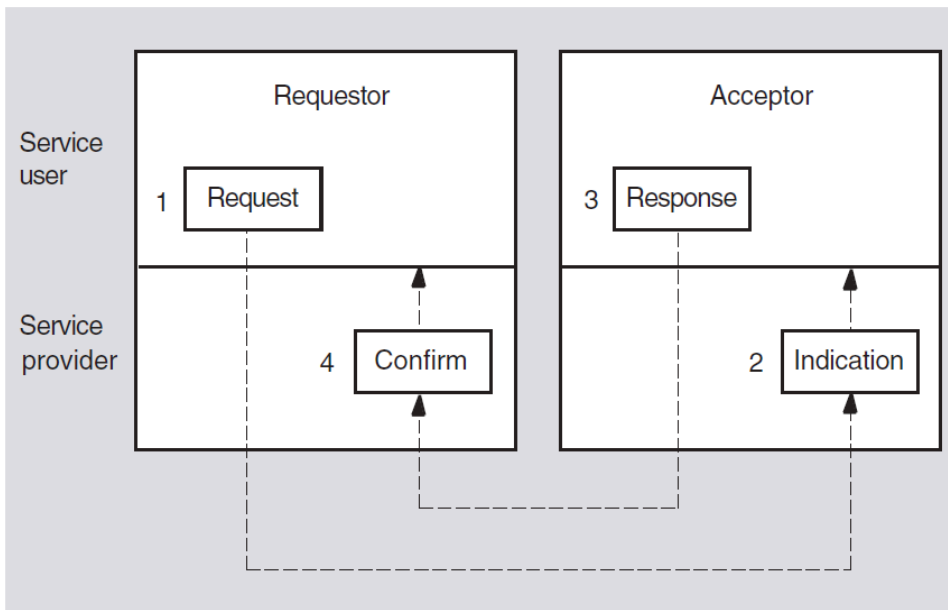 Requestor
Acceptor
Service
user
1
Request
3
Response
Service
provider
4
Confirm
2
Indication